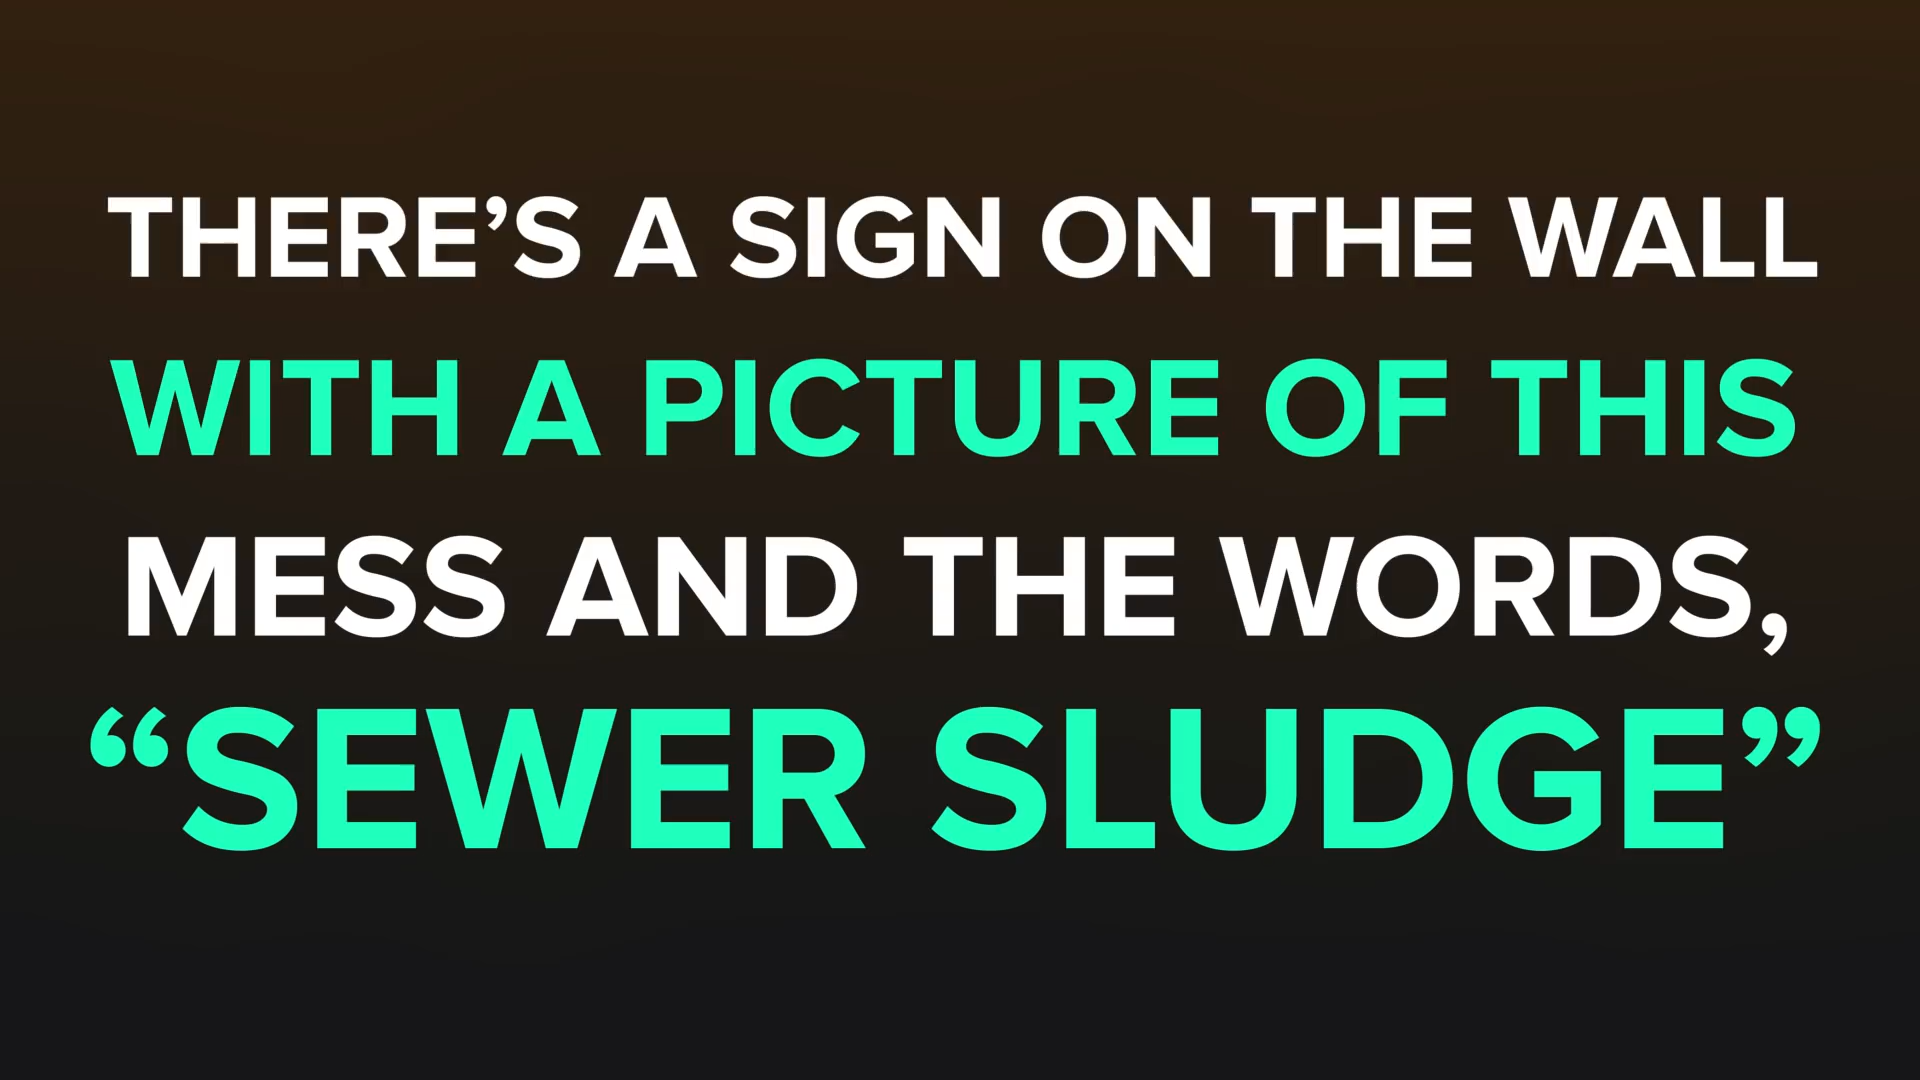 THERE’S A SIGN ON THE WALL
WITH A PICTURE OF THIS
MESS AND THE WORDS,
“SEWER SLUDGE”